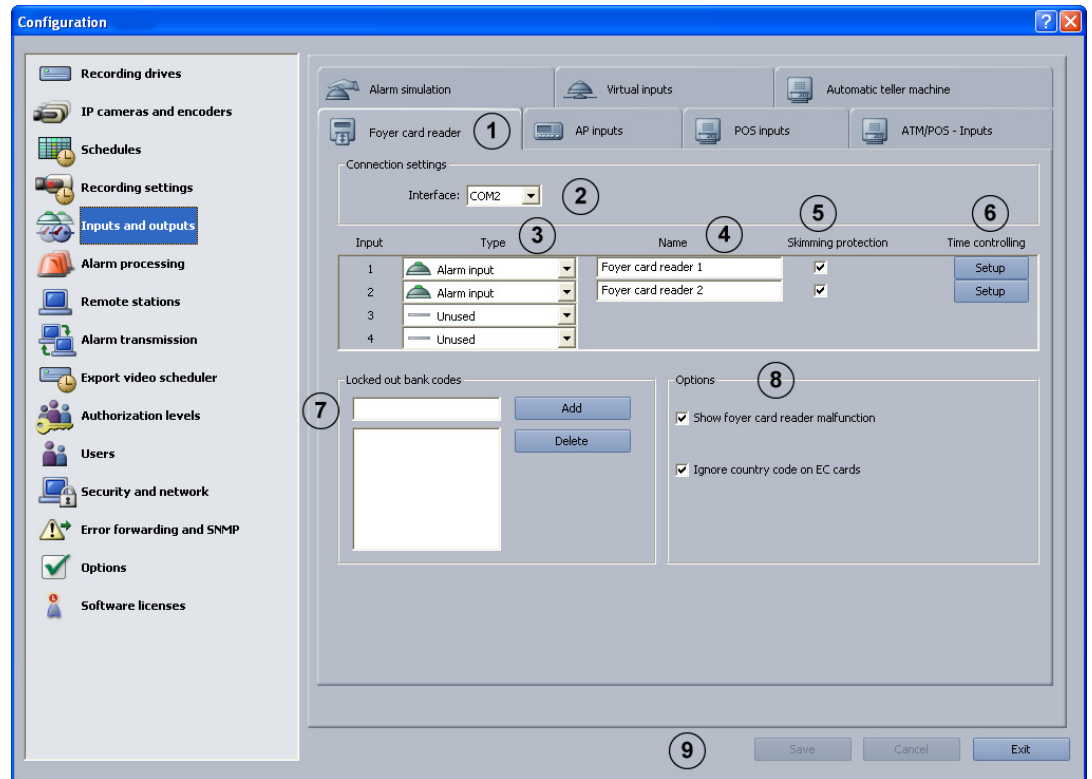 Configuration
Recording drives
IP cameras and encoders
Schedules
Recording settings
Inputs and outputs
Alarm processing
Remote stations
Alarm transmission
Export video scheduler
Authorization levels
Users
Security and network
Error forwarding and SNMP
Options
Software licenses
Alarm simulation
Virtual inputs
Automatic teller machine
Foyer card reader
1
AP inputs
POS inputs
ATM/POS - Inputs
Connection settings
Interface: COM2
2
3
4
5
6
Input Type Name Skimming protection Time controlling
1 Alarm input Foyer card reader 1 Setup
2 Alarm input Foyer card reader 2 Setup
3 Unused
4 Unused
Locked out bank codes
7
Add
Delete
Options
8
Show foyer card reader malfunction
Ignore country code on EC cards
9
Save Cancel Exit